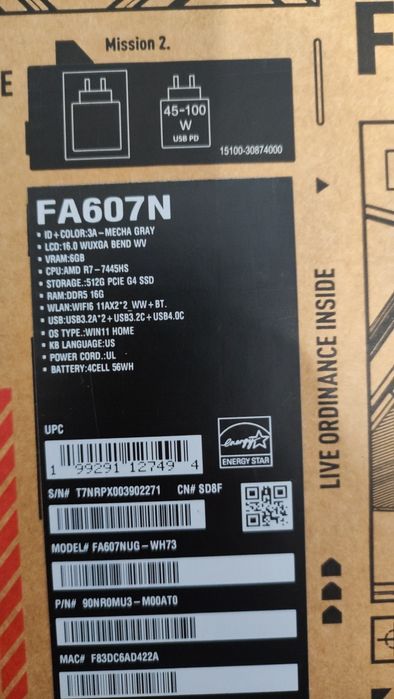 Mission 2.
45-100
W
USB PD
15100-30874000
FA607N
• ID+COLOR:3A-MECHA GRAY
• LCD:16.0 WUXGA BEND WV
• VRAM:6GB
• CPU:AMD R7-7445HS
• STORAGE.:512G PCIE G4 SSD
• RAM:DDR5 16G
• WLAN:WIFI6 11AX2*2_WW+BT.
• USB:USB3.2A*2+USB3.2C+USB4.0C
• OS TYPE.:WIN11 HOME
• KB LANGUAGE:US
• POWER CORD.:UL
• BATTERY:4CELL 56WH
UPC
1 99291 12749 4
energy
ENERGY STAR
S/N# T7NRPX003902271 CN# SD8F
MODEL# FA607NUG-WH73
P/N# 90NR0MU3-M00AT0
MAC# F83DC6AD422A
LIVE ORDINANCE INSIDE